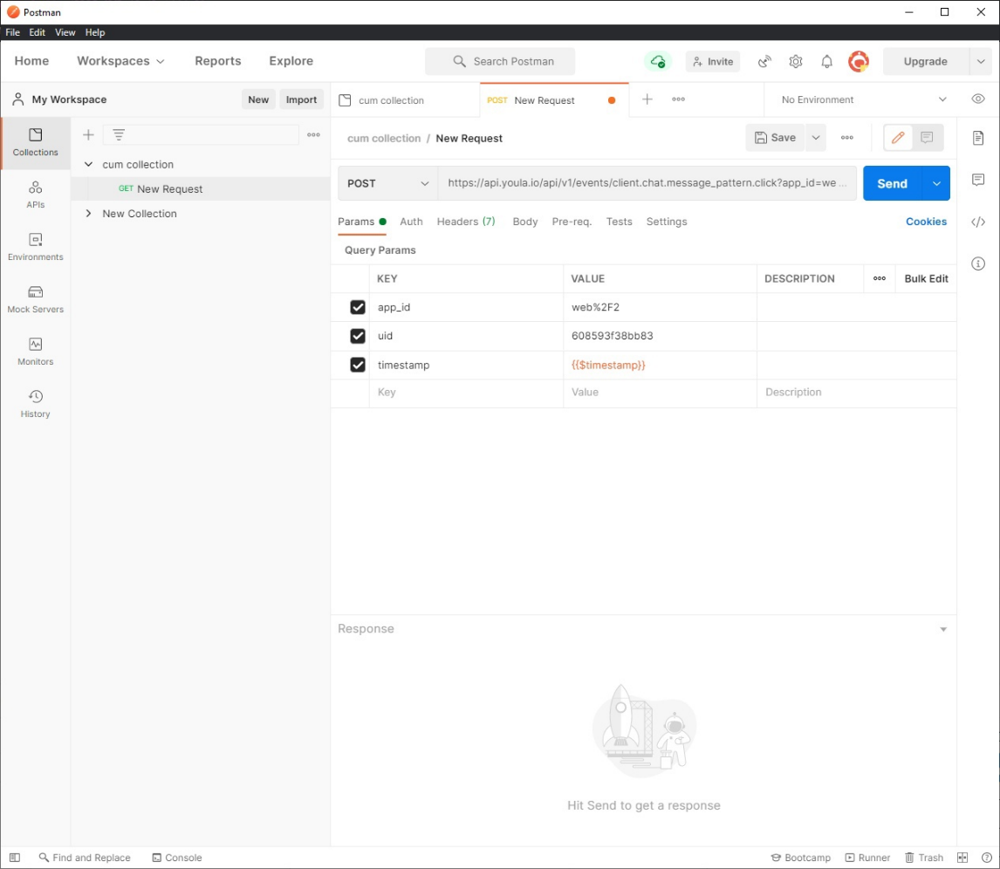 Postman
File Edit View Help
Home Workspaces Reports Explore Search Postman Invite Upgrade
My Workspace New Import cum collection POST New Request No Environment
Collections
APIs
Environments
Mock Servers
Monitors
History
cum collection
GET New Request
New Collection
cum collection / New Request Save
POST https://api.youla.io/api/v1/events/client.chat.message_pattern.click?app_id=we ... Send
Params Auth Headers (7) Body Pre-req. Tests Settings Cookies
Query Params
KEY VALUE DESCRIPTION Bulk Edit
app_id web%2F2
uid 608593f38bb83
timestamp {{$timestamp}}
Key Value Description
Response
Hit Send to get a response
Find and Replace Console Bootcamp Runner Trash